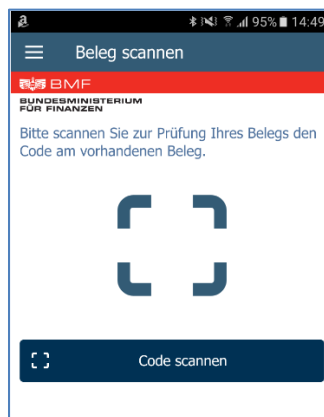 95% 14:49
Beleg scannen
BMF
BUNDESMINISTERIUM
FÜR FINANZEN
Bitte scannen Sie zur Prüfung Ihres Belegs den
Code am vorhandenen Beleg.
Code scannen